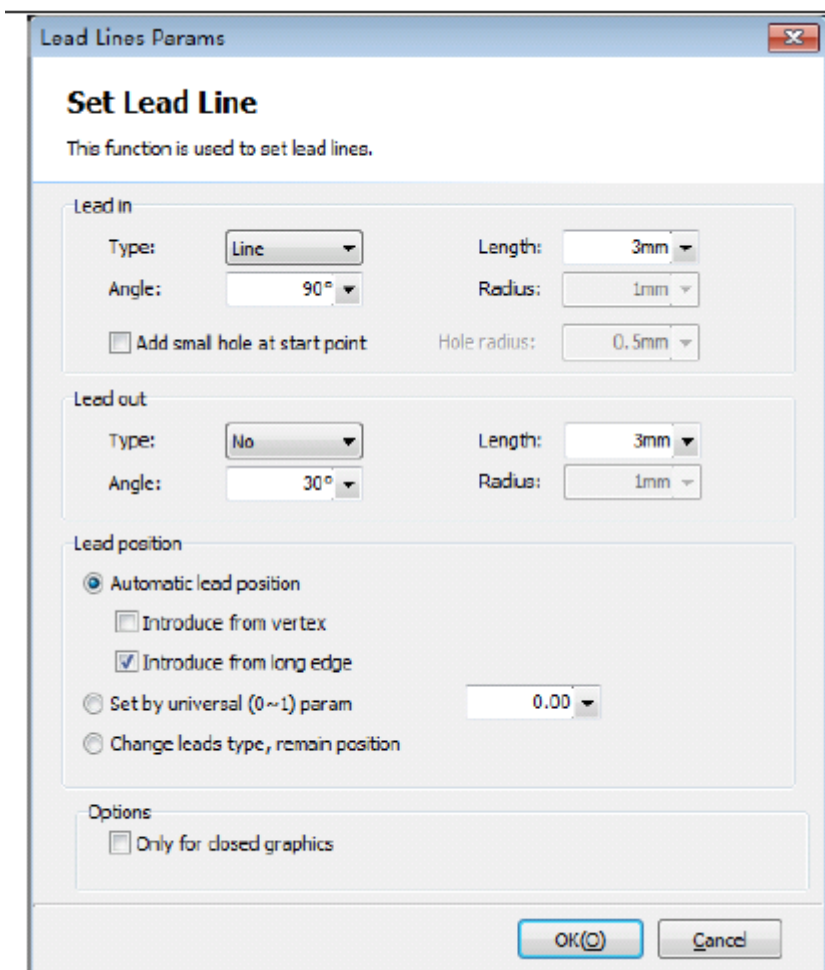 Lead Lines Params
Set Lead Line
This function is used to set lead lines.
Lead in
Type: Line Length: 3mm
Angle: 90° Radius: 1mm
Add small hole at start point Hole radius: 0.5mm
Lead out
Type: No Length: 3mm
Angle: 30° Radius: 1mm
Lead position
Automatic lead position
Introduce from vertex
Introduce from long edge
Set by universal (0~1) param 0.00
Change leads type, remain position
Options
Only for closed graphics
OK(O) Cancel